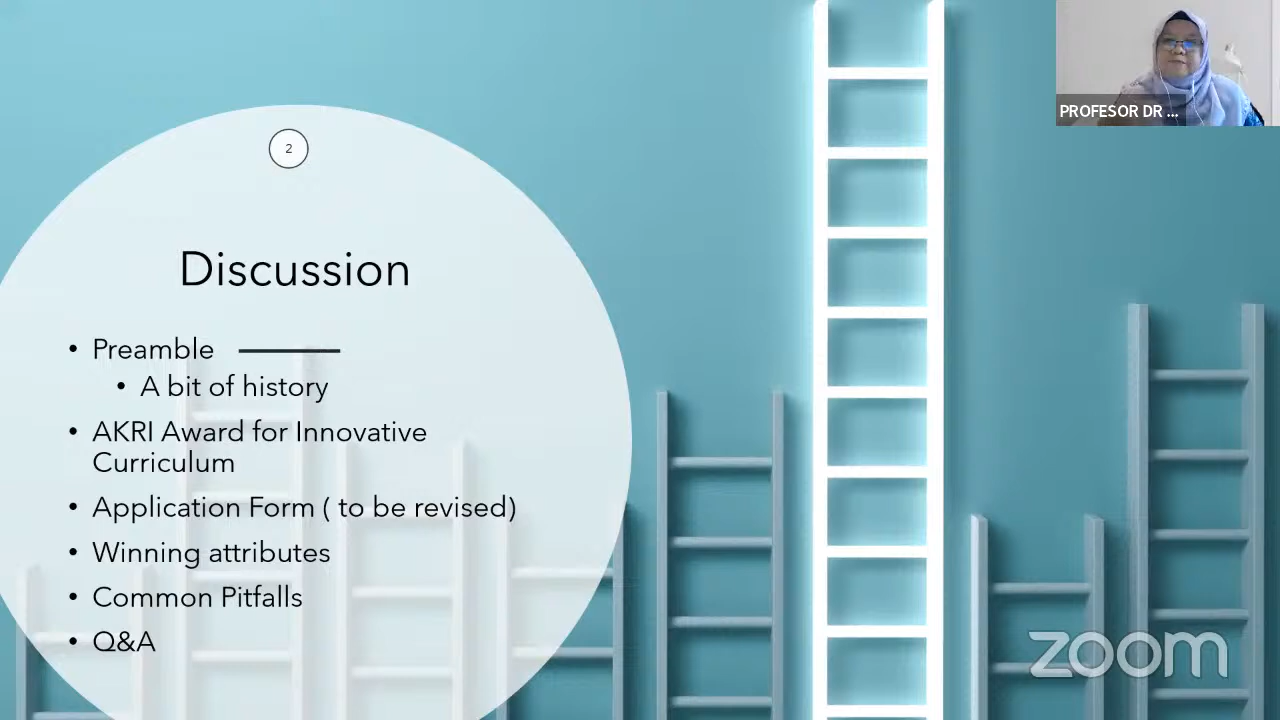 PROFESOR DR ...
2
Discussion
• Preamble
• A bit of history
• AKRI Award for Innovative
Curriculum
• Application Form ( to be revised)
• Winning attributes
• Common Pitfalls
• Q&A
zoom